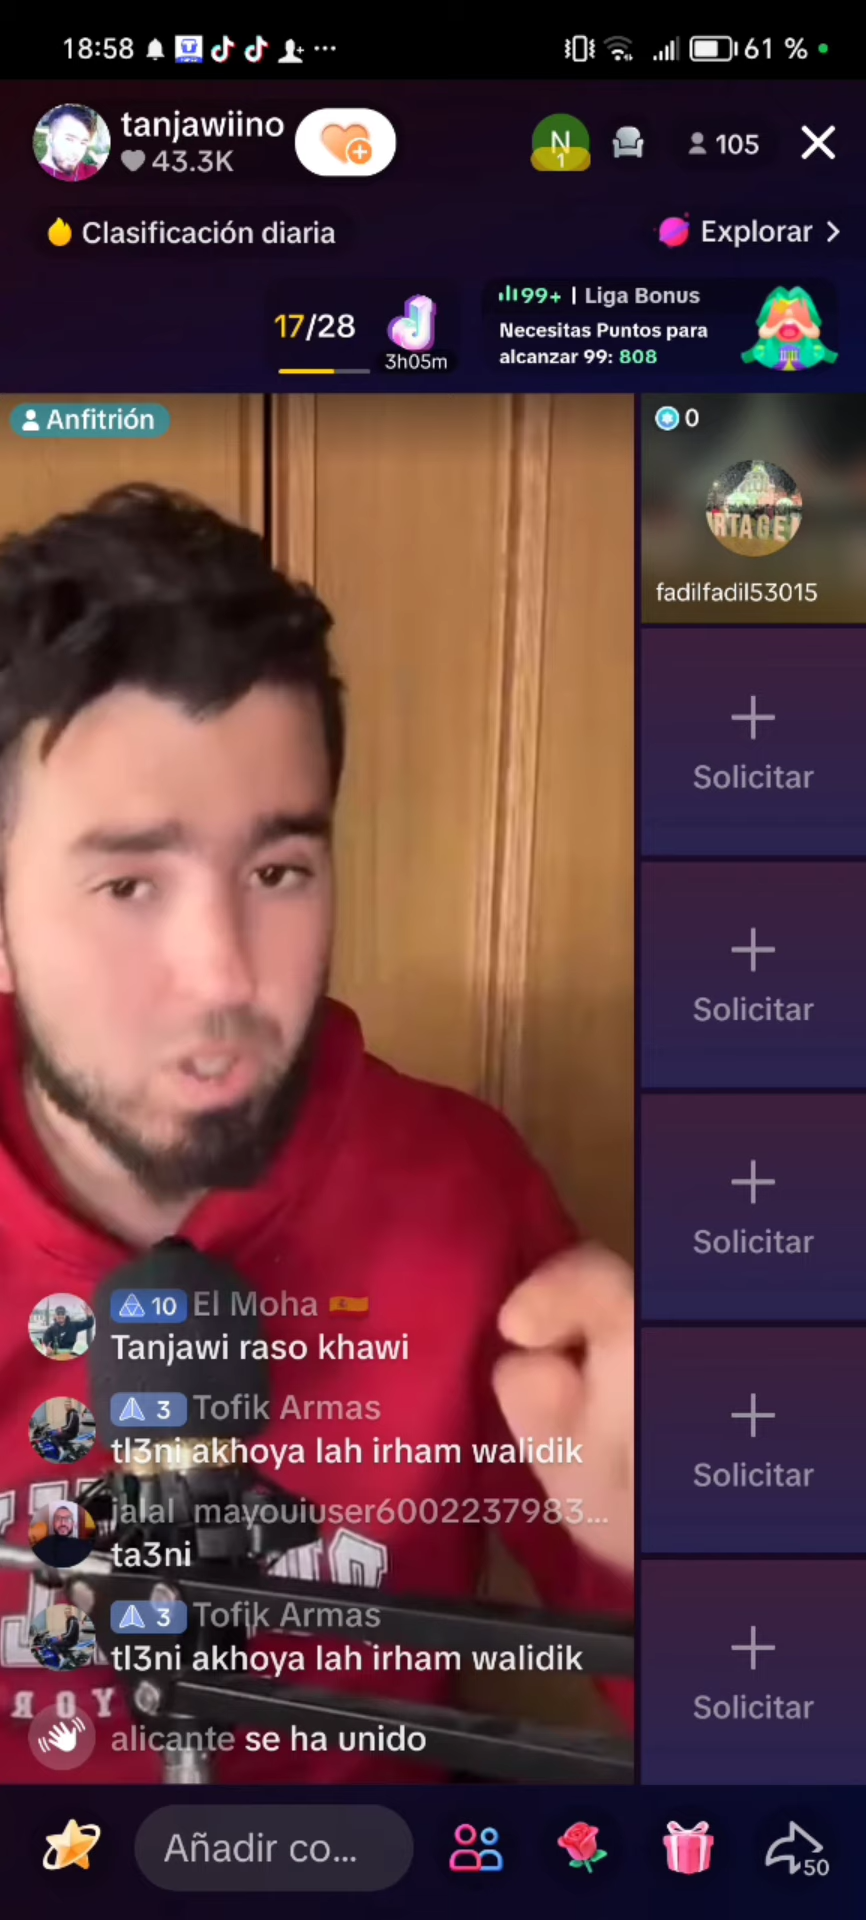 18:58
61 %
tanjawiino
43.3K
N
1
105
Clasificación diaria
Explorar
17/28
3h05m
99+ | Liga Bonus
Necesitas Puntos para
alcanzar 99: 808
Anfitrión
0
RTAGE
fadilfadil53015
Solicitar
Solicitar
Solicitar
Solicitar
Solicitar
10 El Moha
Tanjawi raso khawi
3 Tofik Armas
tl3ni akhoya lah irham walidik
jalal_mayouiuser6002237983...
ta3ni
3 Tofik Armas
tl3ni akhoya lah irham walidik
alicante se ha unido
Añadir co...
50